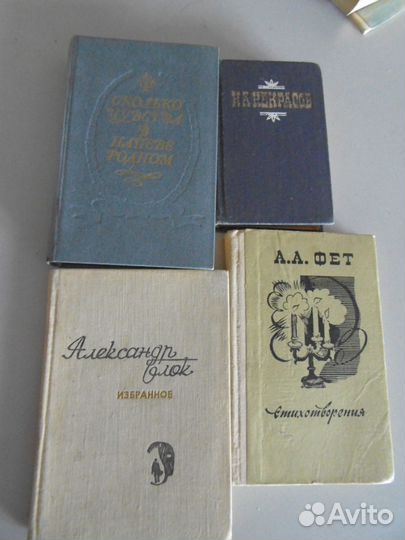 СКОЛЬКО
ЧУВСТВА
В
НАПЕВЕ
РОДНОМ
Н.А.НЕКРАСОВ
Александр
Блок
ИЗБРАННОЕ
А.А. ФЕТ
Стихотворения
Avito